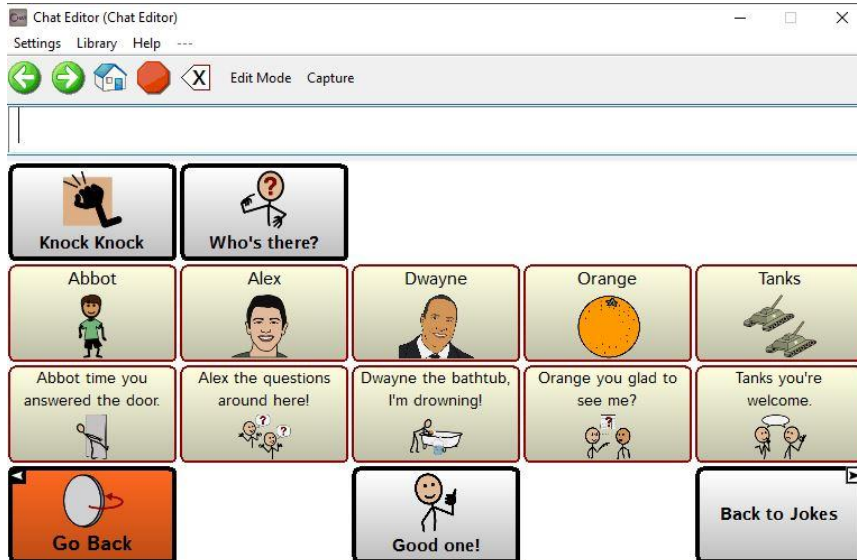 Chat Editor (Chat Editor)
Settings Library Help ---
X Edit Mode Capture
Knock Knock
?
Who's there?
Abbot
Alex
Dwayne
Orange
Tanks
Abbot time you
answered the door.
Alex the questions
around here!
? ?
Dwayne the bathtub,
I'm drowning!
Orange you glad to
see me?
?
Tanks you're
welcome.
Go Back
Good one!
Back to Jokes